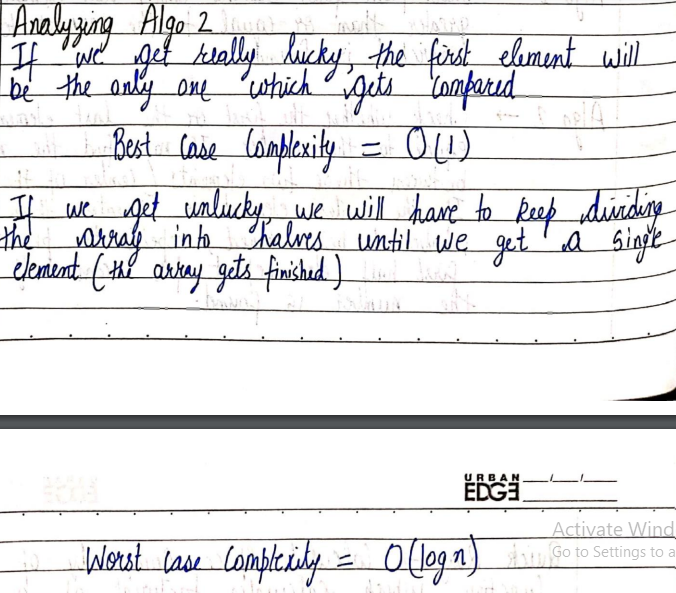 Analyzing Algo 2
If we get really lucky, the first element will
be the only one which gets compared
Best Case Complexity = O(1)
If we get unlucky, we will have to keep dividing
the array into halves until we get a single
element (the array gets finished)
URBAN
EDGE
Activate Wind
Go to Settings to a
Worst case Complexity = O(log n)